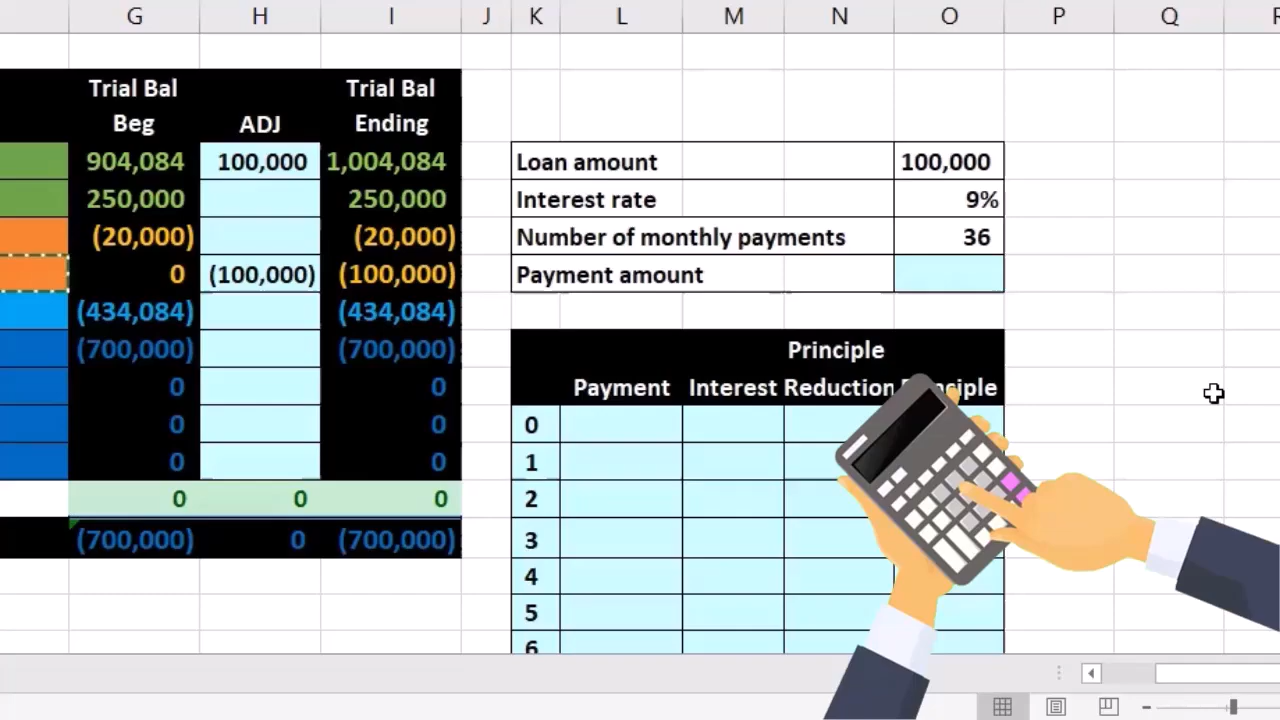 G H I J K L M N O P Q
Trial Bal Trial Bal
Beg ADJ Ending
904,084 100,000 1,004,084 Loan amount 100,000
250,000 250,000 Interest rate 9%
(20,000) (20,000) Number of monthly payments 36
0 (100,000) (100,000) Payment amount
(434,084) (434,084)
(700,000) (700,000) Principle
0 0 Payment Interest Reduction Principle
0 0 0
0 0 1
0 0 0 2
(700,000) 0 (700,000) 3
4
5
6